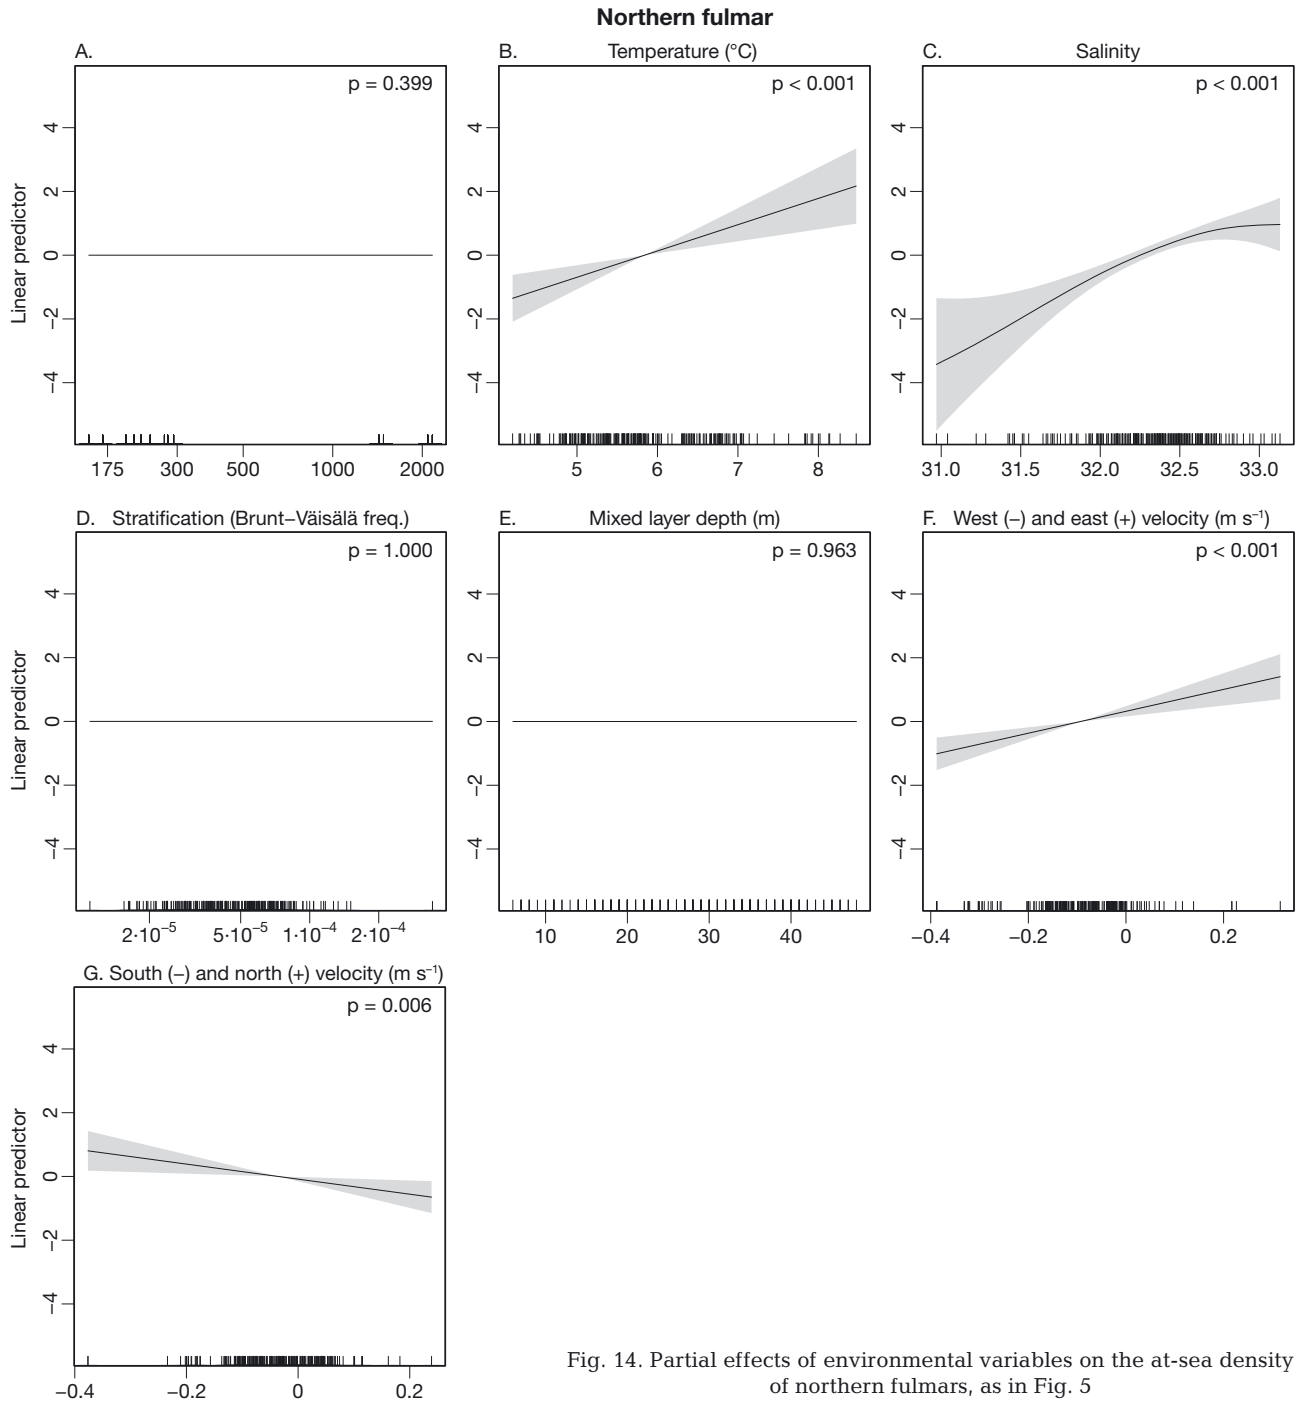 Northern fulmar
A.
p = 0.399
Linear predictor
4
2
0
−2
−4
175 300 500 1000 2000
B. Temperature (°C)
p < 0.001
4
2
0
−2
−4
5 6 7 8
C. Salinity
p < 0.001
4
2
0
−2
−4
31.0 31.5 32.0 32.5 33.0
D. Stratification (Brunt−Väisälä freq.)
p = 1.000
Linear predictor
4
2
0
−2
−4
2·10⁻⁵ 5·10⁻⁵ 1·10⁻⁴ 2·10⁻⁴
E. Mixed layer depth (m)
p = 0.963
4
2
0
−2
−4
10 20 30 40
F. West (−) and east (+) velocity (m s⁻¹)
p < 0.001
4
2
0
−2
−4
−0.4 −0.2 0 0.2
G. South (−) and north (+) velocity (m s⁻¹)
p = 0.006
Linear predictor
4
2
0
−2
−4
−0.4 −0.2 0 0.2
Fig. 14. Partial effects of environmental variables on the at-sea density
of northern fulmars, as in Fig. 5